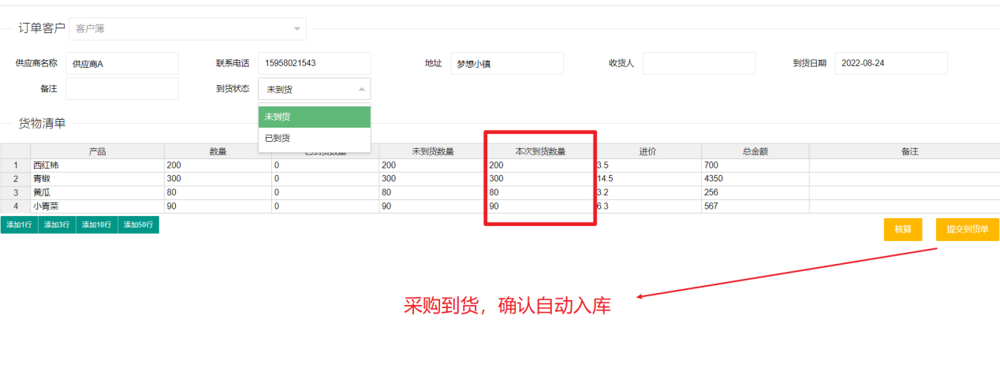 订单客户 客户簿
供应商名称 供应商A 联系电话 15958021543 地址 梦想小镇 收货人 到货日期 2022-08-24
备注 到货状态 未到货
未到货
已到货
货物清单
产品 数量 已到货数量 未到货数量 本次到货数量 进价 总金额 备注
1 西红柿 200 0 200 200 3.5 700
2 青椒 300 0 300 300 14.5 4350
3 黄瓜 80 0 80 80 3.2 256
4 小青菜 90 0 90 90 6.3 567
添加1行 添加3行 添加10行 添加50行 核算 提交到货单
采购到货，确认自动入库